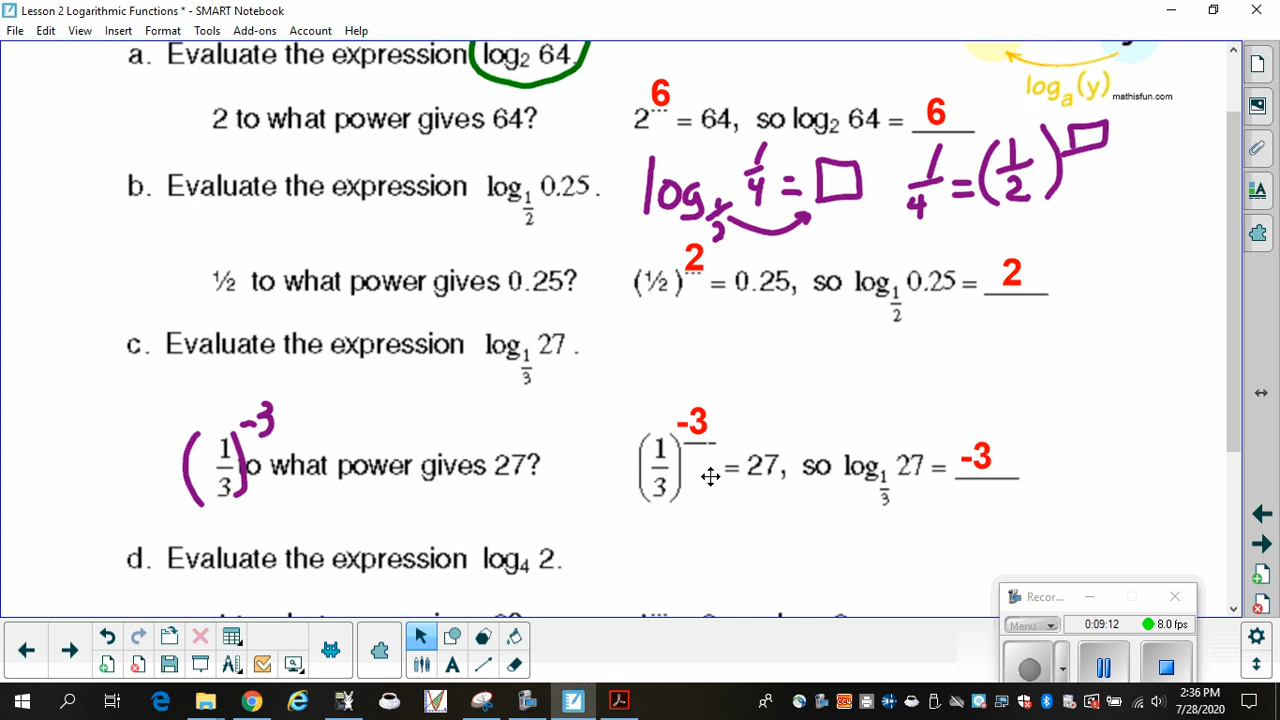 Lesson 2 Logarithmic Functions * - SMART Notebook
File Edit View Insert Format Tools Add-ons Account Help
a. Evaluate the expression log₂ 64.
logₐ(y)
mathisfun.com
2 to what power gives 64? 2⁶ = 64, so log₂ 64 = 6
b. Evaluate the expression log_1/2 0.25.
log_1/2 1/4 = □ 1/4 = (1/2)^□
½ to what power gives 0.25? (½)² = 0.25, so log_1/2 0.25 = 2
c. Evaluate the expression log_1/3 27.
(1/3)^-3 to what power gives 27? (1/3)^-3 = 27, so log_1/3 27 = -3
d. Evaluate the expression log₄ 2.
Recor...
Menu 0:09:12 8.0 fps
2:36 PM
7/28/2020